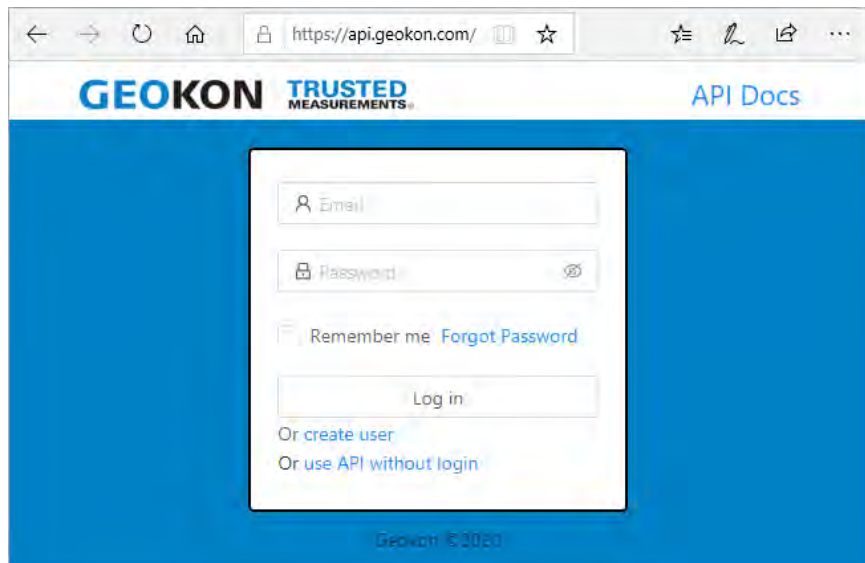 https://api.geokon.com/
GEOKON TRUSTED MEASUREMENTS®
API Docs
Email
Password
Remember me Forgot Password
Log in
Or create user
Or use API without login
Geokon ©2020